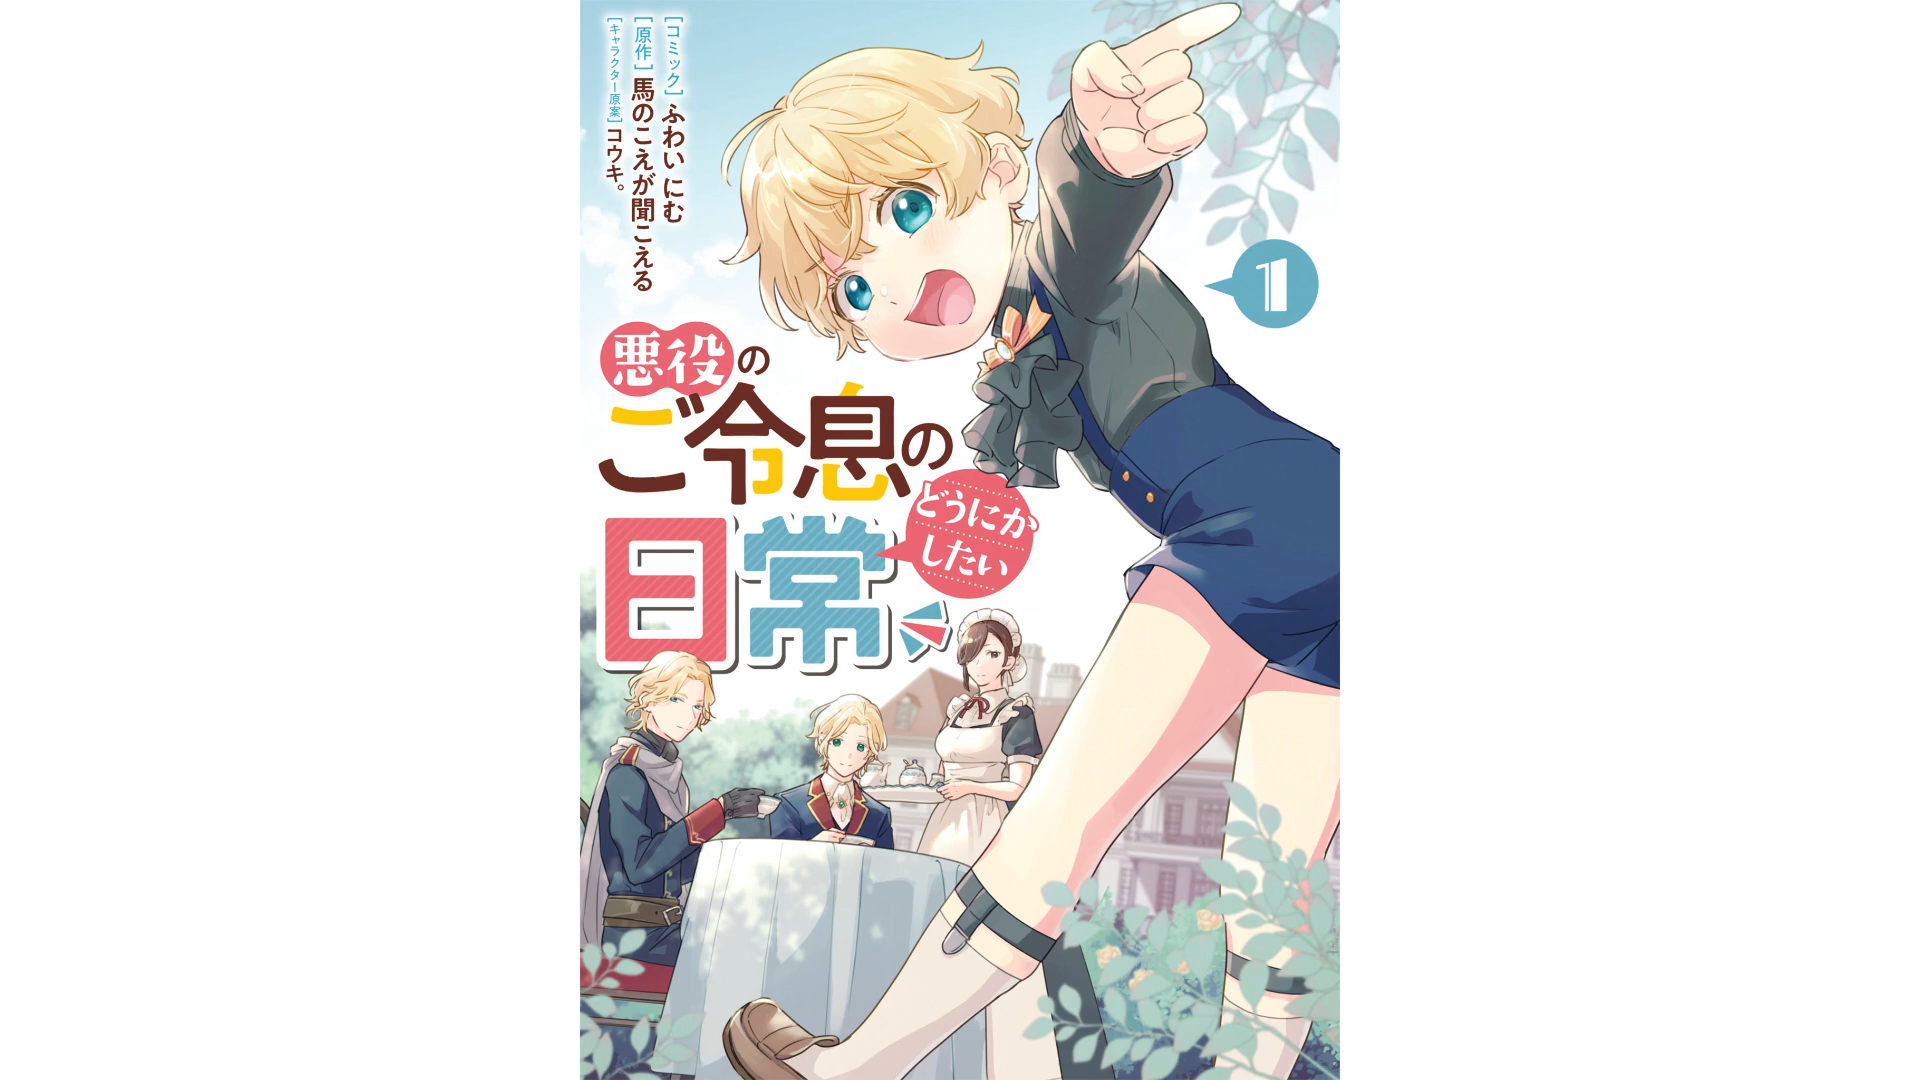 [コミック] ふわい にむ
[原作] 馬のこえが聞こえる
[キャラクター原案] コウキ。
1
悪役の
ご令息の
どうにか
したい
日常